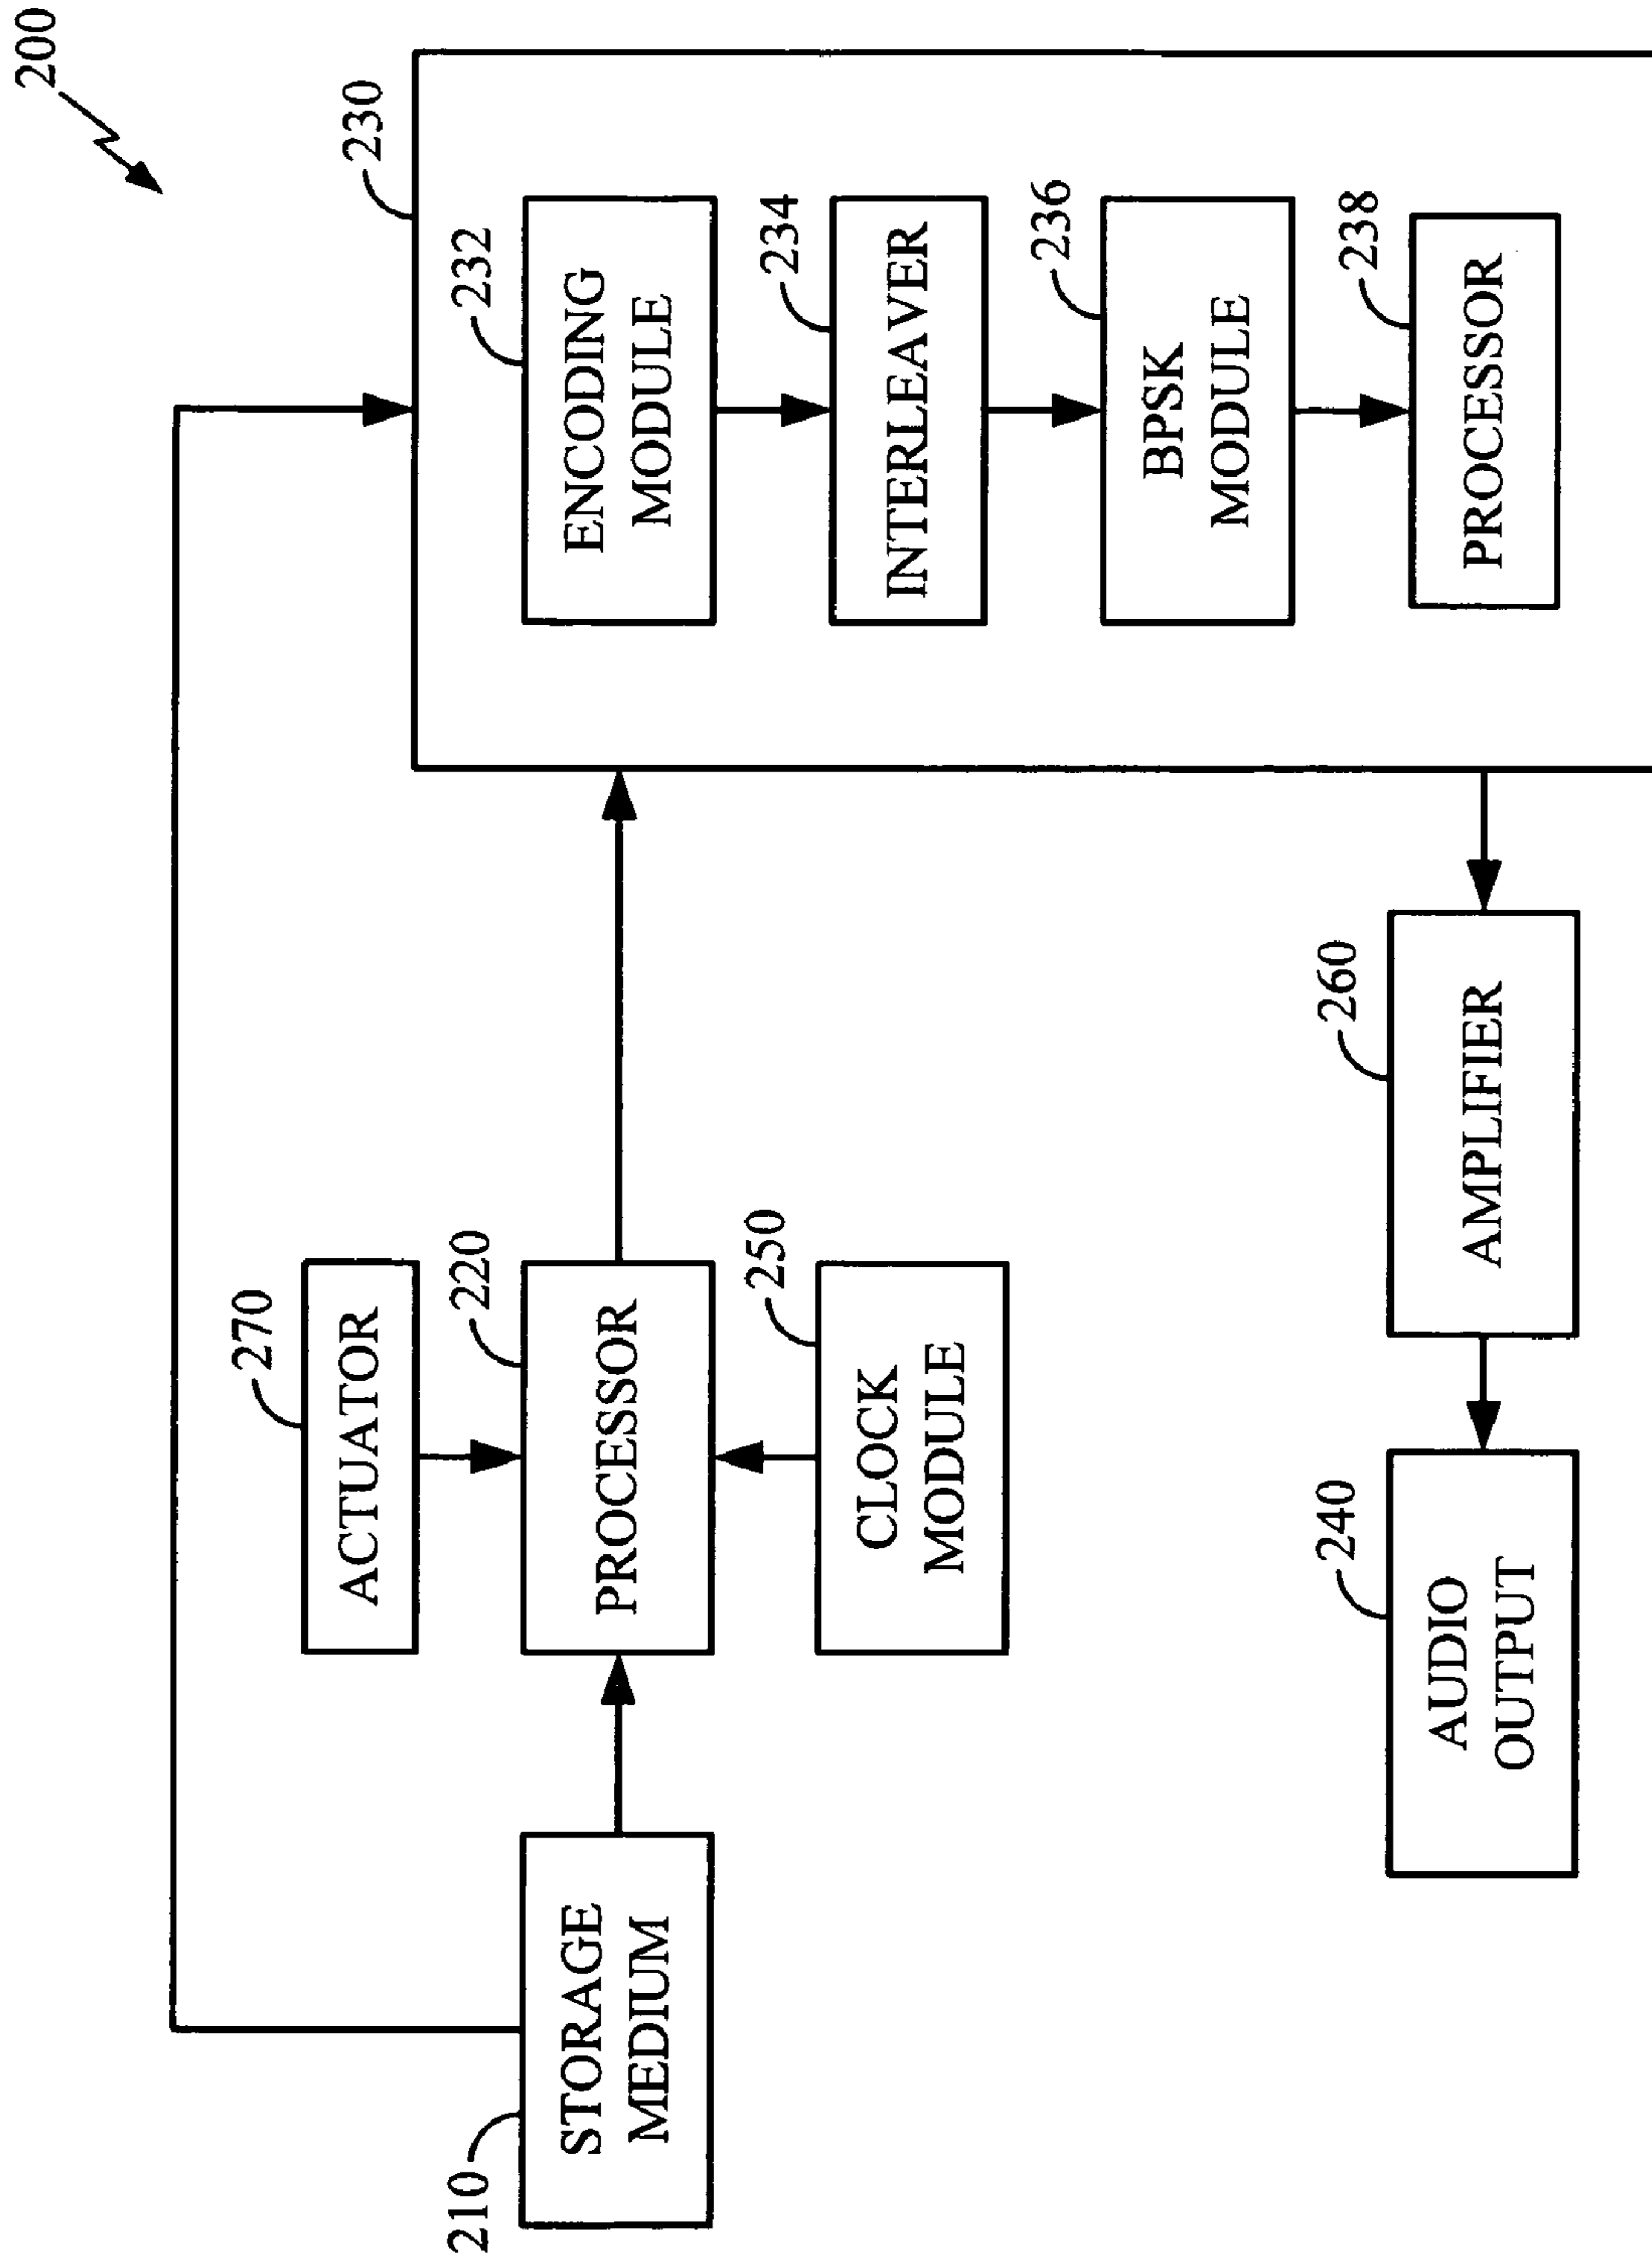 200
230
232
ENCODING
MODULE
234
INTERLEAVER
236
BPSK
MODULE
238
PROCESSOR
270
ACTUATOR
220
PROCESSOR
250
CLOCK
MODULE
210
STORAGE
MEDIUM
260
AMPLIFIER
240
AUDIO
OUTPUT